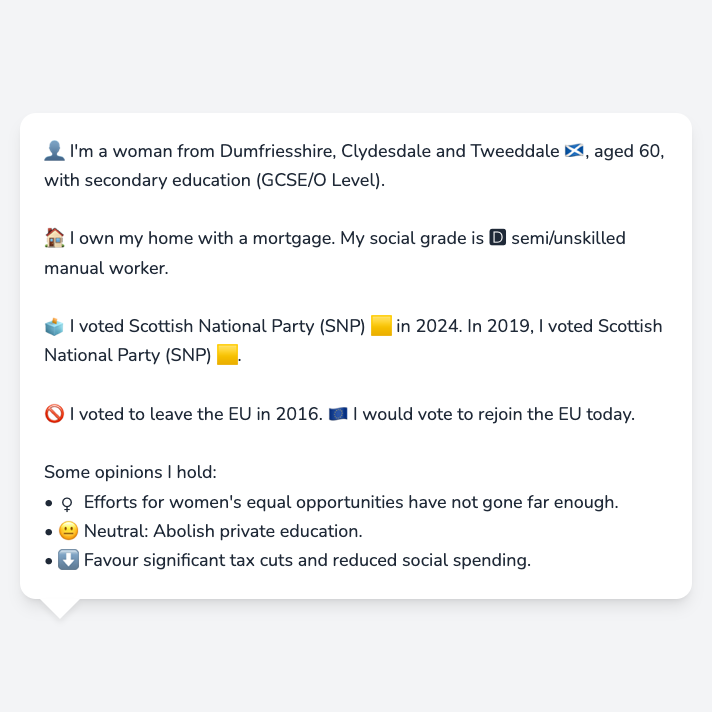 👤 I'm a woman from Dumfriesshire, Clydesdale and Tweeddale 🏴󠁧󠁢󠁳󠁣󠁴󠁿, aged 60,
with secondary education (GCSE/O Level).
🏠 I own my home with a mortgage. My social grade is 🅳 semi/unskilled
manual worker.
🗳️ I voted Scottish National Party (SNP) 🟨 in 2024. In 2019, I voted Scottish
National Party (SNP) 🟨.
🚫 I voted to leave the EU in 2016. 🇪🇺 I would vote to rejoin the EU today.
Some opinions I hold:
• ♀ Efforts for women's equal opportunities have not gone far enough.
• 😐 Neutral: Abolish private education.
• ⬇️ Favour significant tax cuts and reduced social spending.